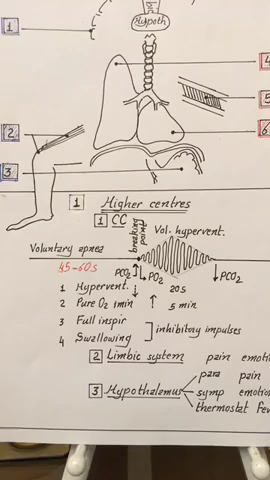 Hypoth
1
4
5
2
6
3
1 Higher centres
1 CC
breaking point
Vol. hypervent.
Voluntary apnea
45-60s
PCO2 PO2
PCO2
1 Hypervent. ↓ 20s
2 Pure O2 1min ↑ 5 min
3 Full inspir
inhibitory impulses
4 Swallowing
2 Limbic system pain emoti
3 Hypothalamus
para pain
symp emotio
thermostat Feve